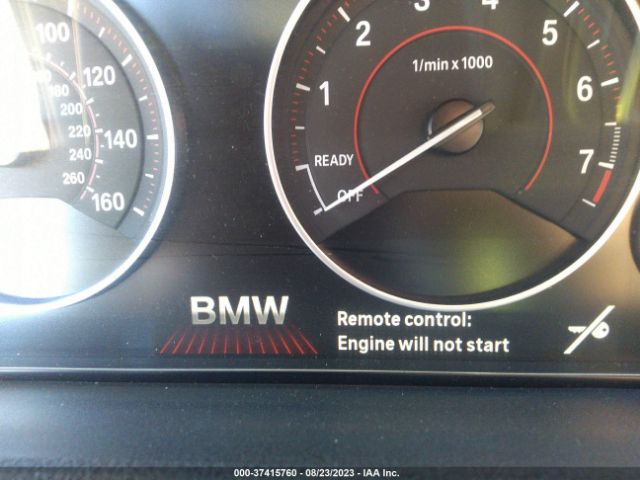 100
120
140
160
180
200
220
240
260
1
2
3
4
5
6
7
1/min x 1000
READY
OFF
BMW
Remote control:
Engine will not start
000-37415760 - 08/23/2023 - IAA Inc.